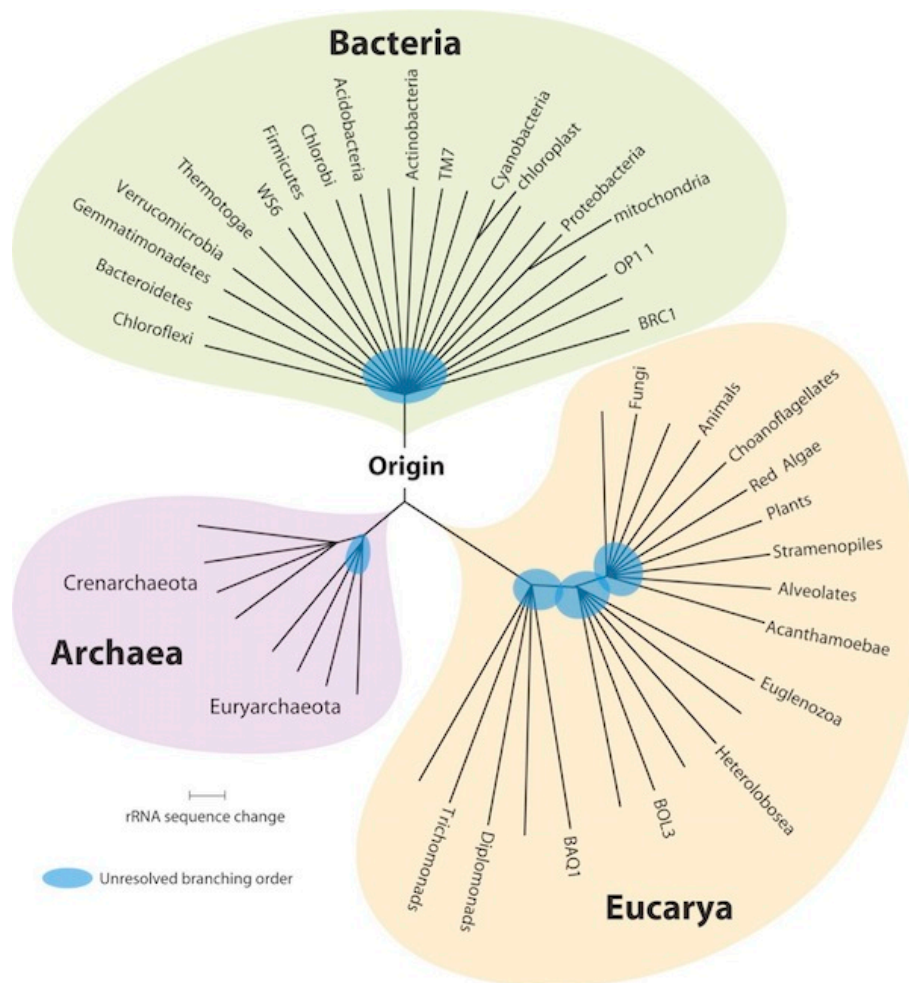 Bacteria
Chloroflexi
Bacteroidetes
Gemmatimonadetes
Verrucomicrobia
Thermotogae
WS6
Firmicutes
Chlorobi
Acidobacteria
Actinobacteria
TM7
Cyanobacteria
chloroplast
Proteobacteria
mitochondria
OP1 1
BRC1
Origin
Fungi
Animals
Choanoflagellates
Red Algae
Plants
Stramenopiles
Alveolates
Acanthamoebae
Euglenozoa
Heterolobosea
BOL3
BAQ1
Diplomonads
Trichomonads
Eucarya
Crenarchaeota
Archaea
Euryarchaeota
rRNA sequence change
Unresolved branching order